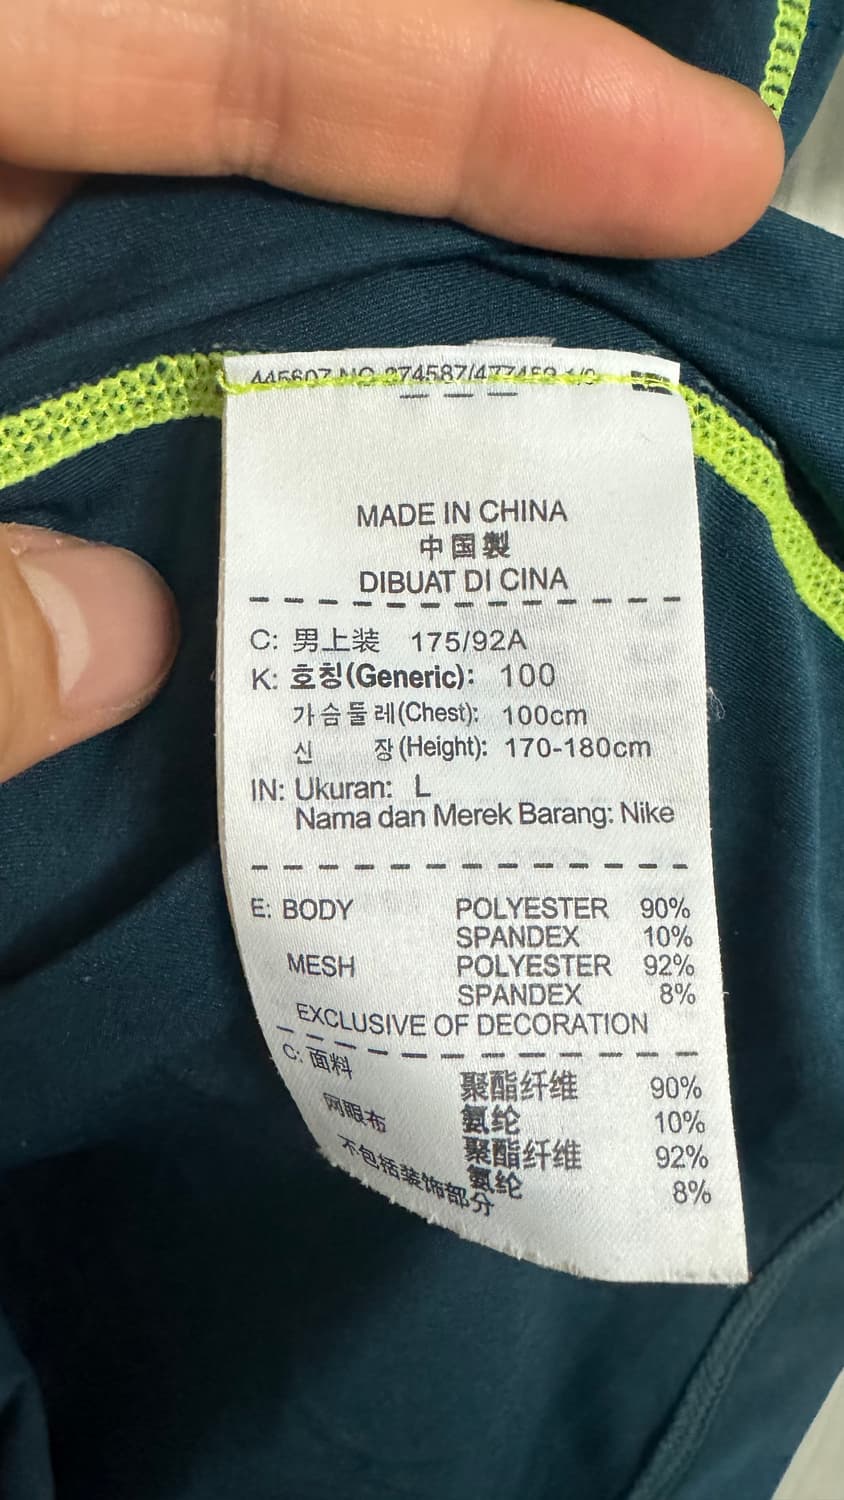 MADE IN CHINA
中国製
DIBUAT DI CINA
C: 男上装 175/92A
K: 호칭(Generic): 100
가슴둘레(Chest): 100cm
신 장(Height): 170-180cm
IN: Ukuran: L
Nama dan Merek Barang: Nike
E: BODY POLYESTER 90%
SPANDEX 10%
MESH POLYESTER 92%
SPANDEX 8%
EXCLUSIVE OF DECORATION
C: 面料 聚酯纤维 90%
氨纶 10%
网眼布 聚酯纤维 92%
氨纶 8%
不包括装饰部分